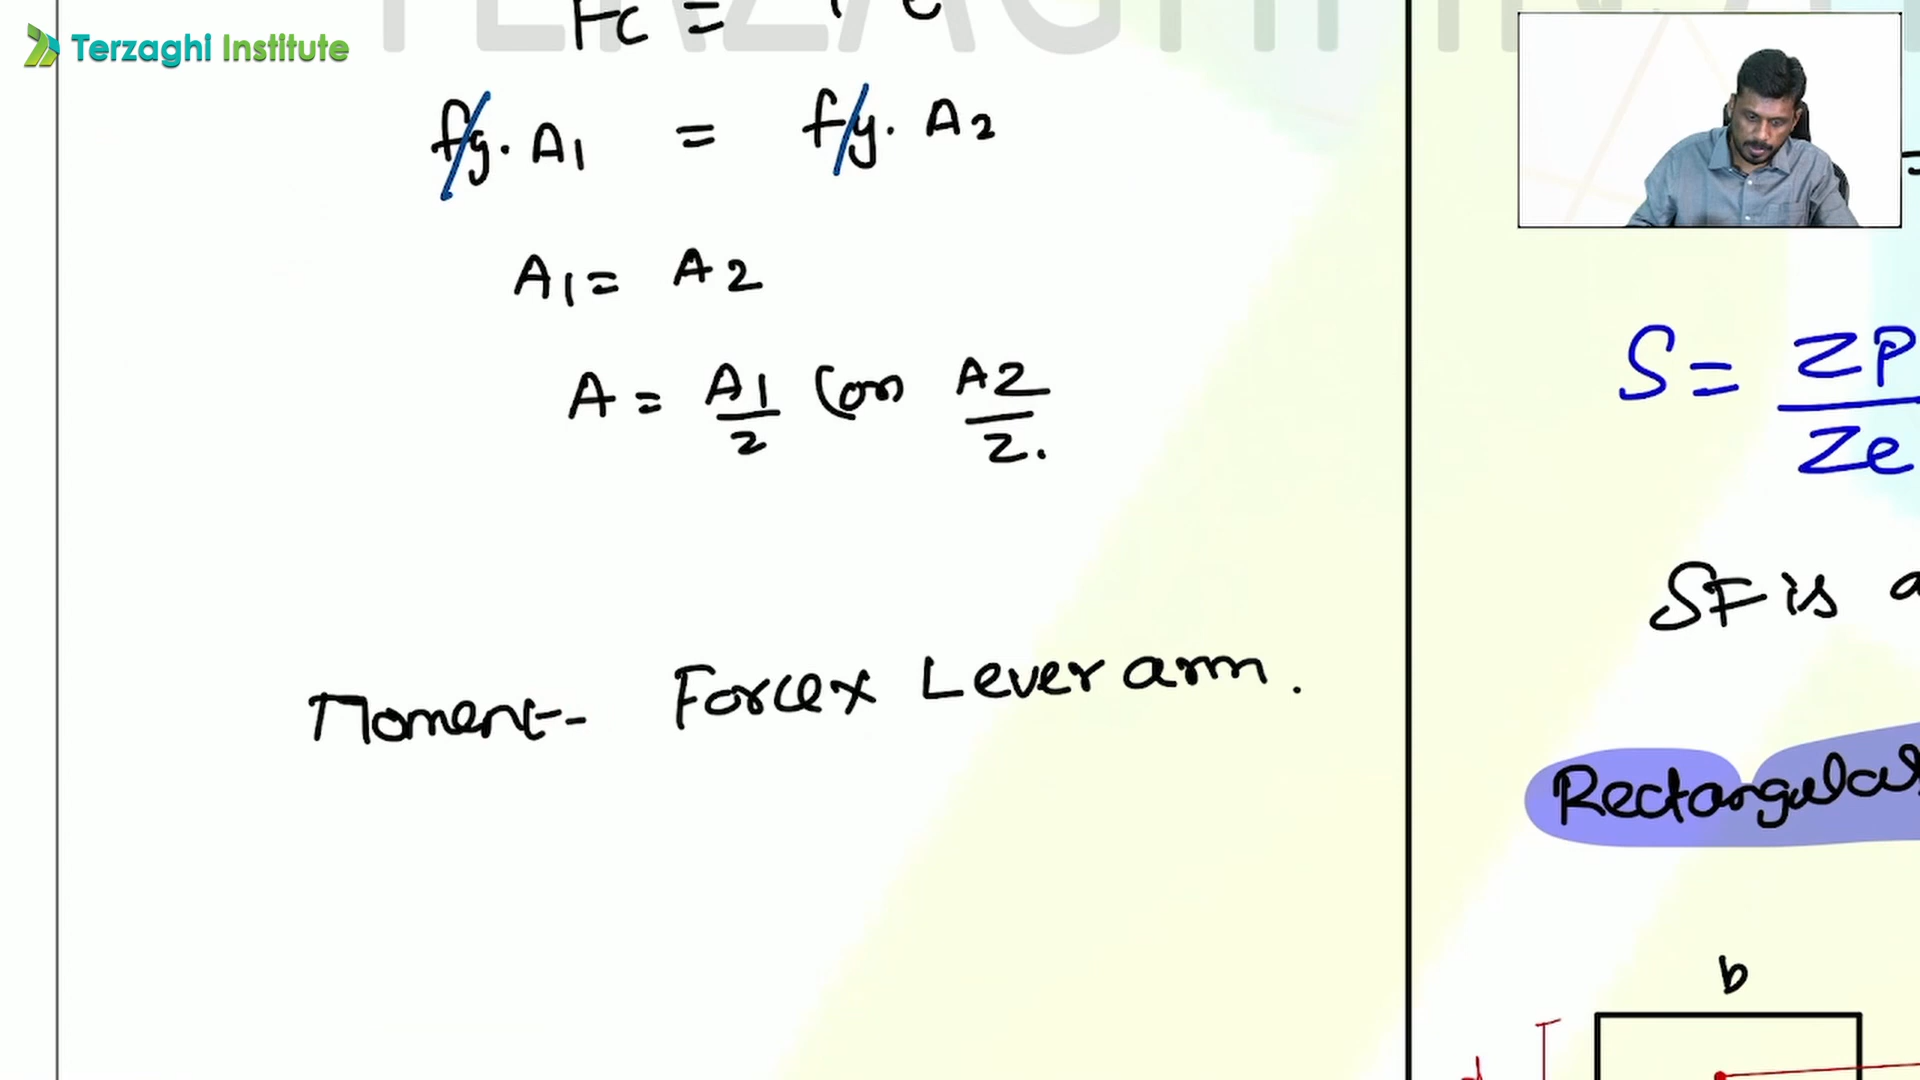 Terzaghi Institute
Fc =
fy. A1 = fy. A2
A1 = A2
A = A1/2 (or) A2/2.
Moment - Force x Lever arm.
S = ZP/Ze
SF is
Rectangular
b
d